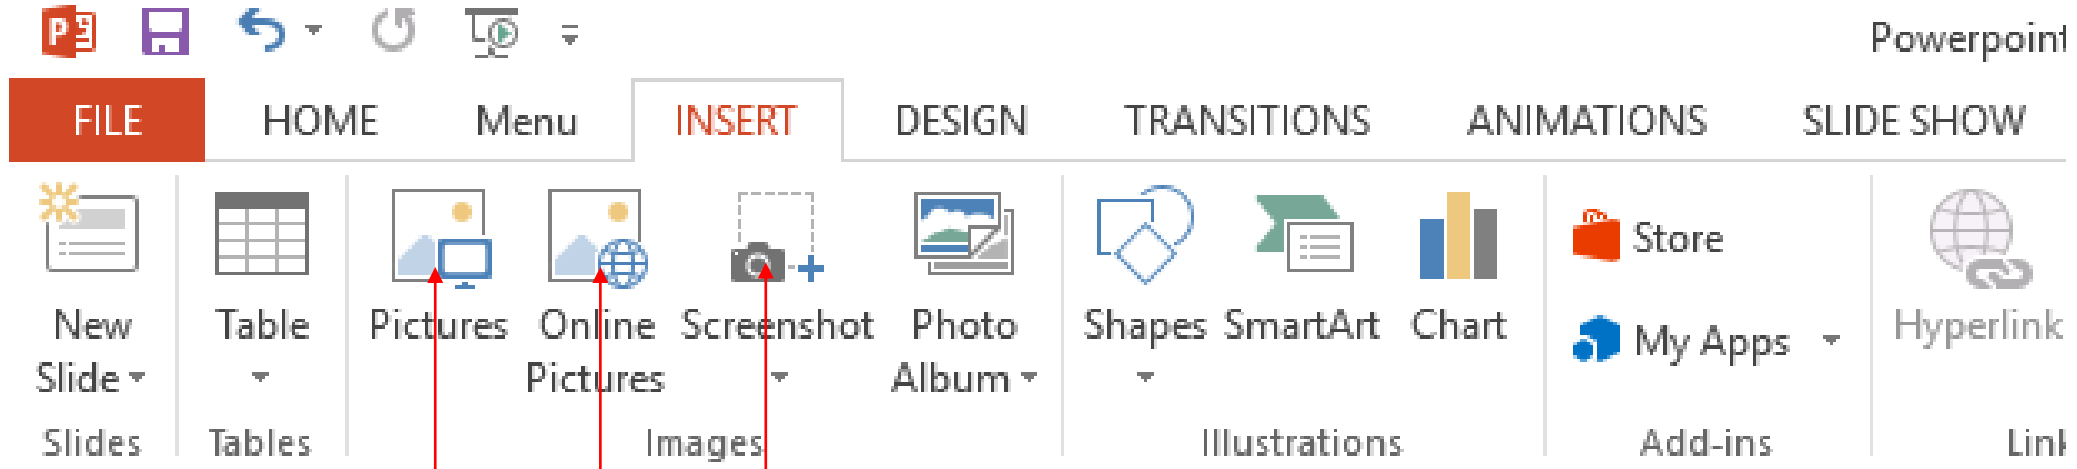 Powerpoint
FILE HOME Menu INSERT DESIGN TRANSITIONS ANIMATIONS SLIDE SHOW
New Slide
Table
Pictures
Online Pictures
Screenshot
Photo Album
Shapes
SmartArt
Chart
Store
My Apps
Hyperlink
Slides Tables Images Illustrations Add-ins Link